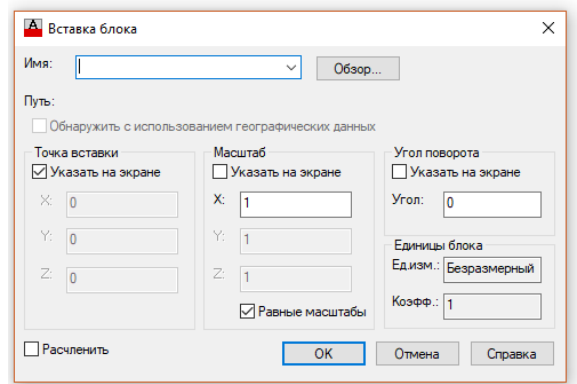 A Вставка блока
Имя: Обзор...
Путь:
Обнаружить с использованием географических данных
Точка вставки Масштаб Угол поворота
Указать на экране Указать на экране Указать на экране
X: 0 X: 1 Угол: 0
Y: 0 Y: 1 Единицы блока
Z: 0 Z: 1 Ед.изм.: Безразмерный
Равные масштабы Коэфф.: 1
Расчленить OK Отмена Справка